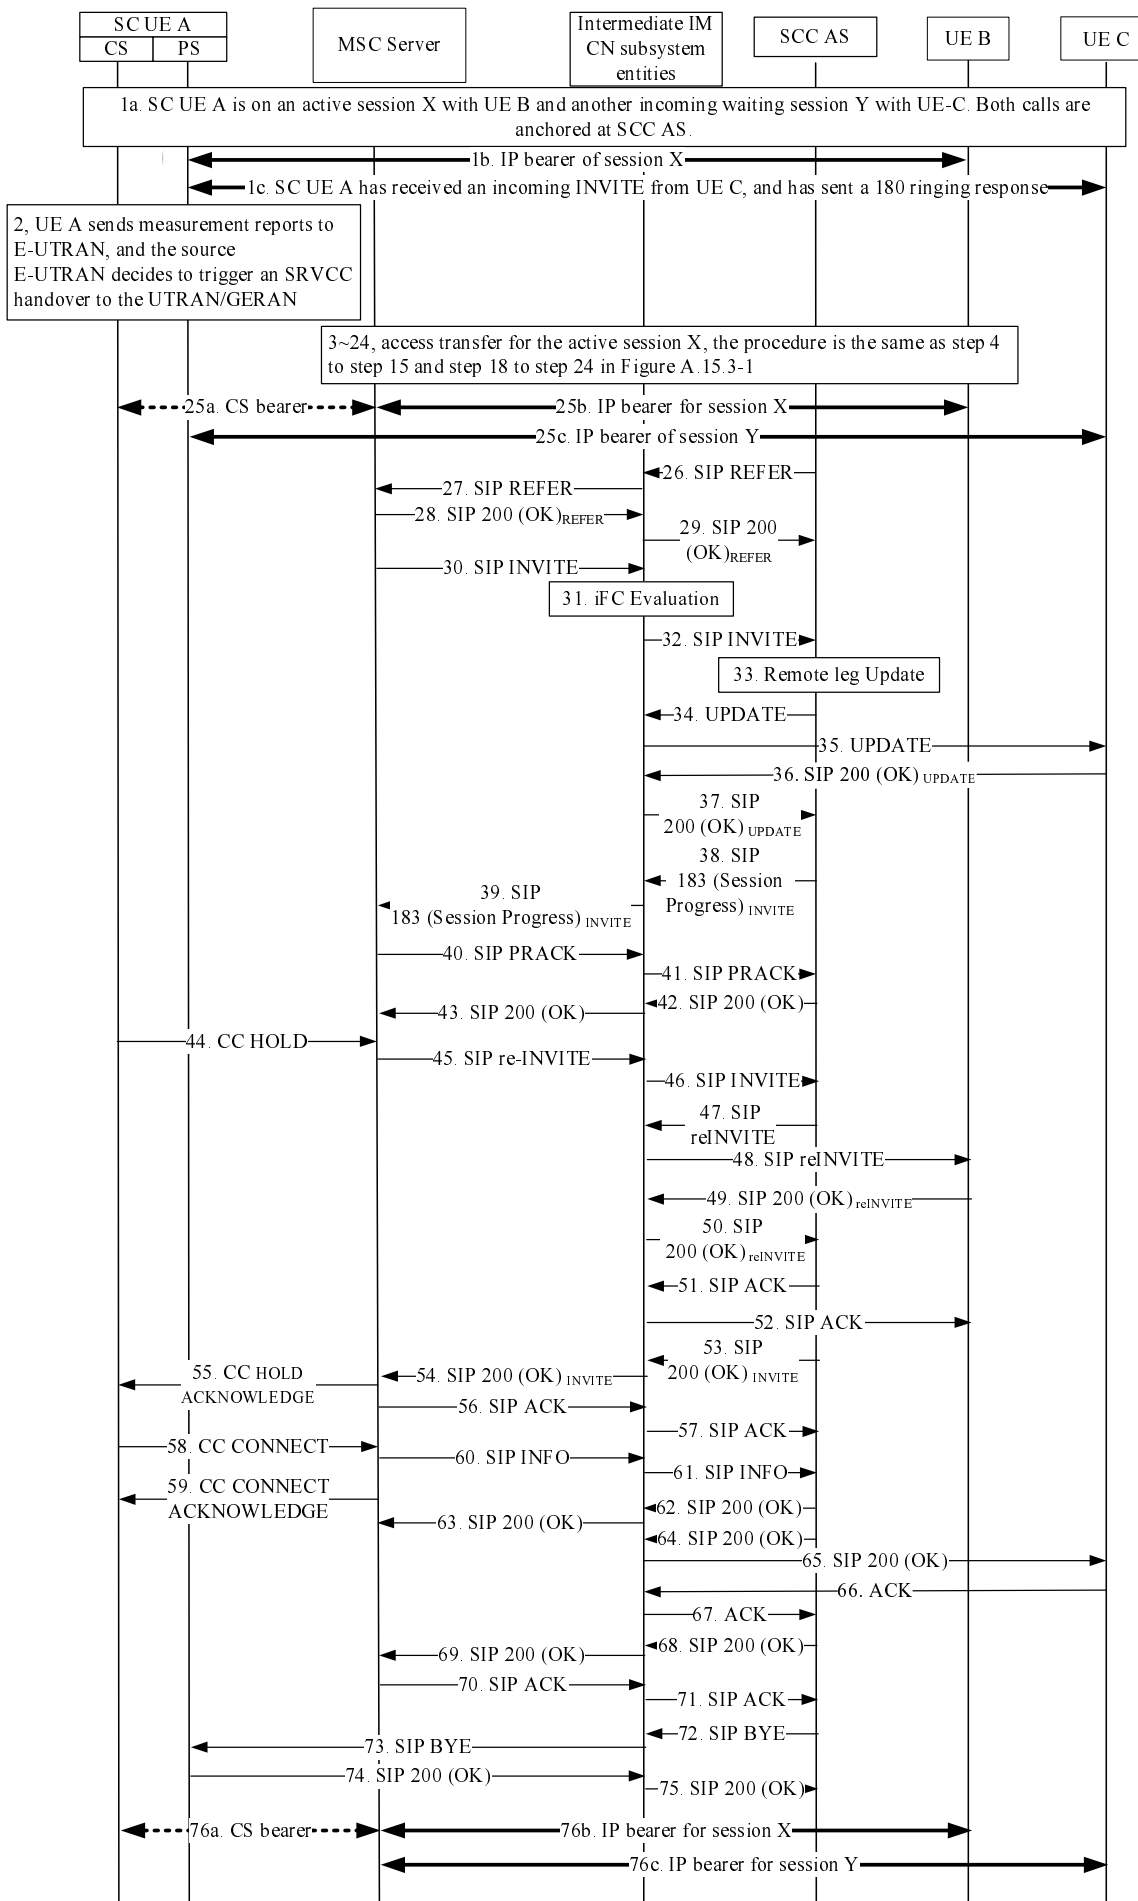 SC UE A
CS
PS
MSC Server
Intermediate IM
CN subsystem
entities
SCC AS
UE B
UE C
1a. SC UE A is on an active session X with UE B and another incoming waiting session Y with UE-C. Both calls are
anchored at SCC AS.
1b. IP bearer of session X
1c. SC UE A has received an incoming INVITE from UE C, and has sent a 180 ringing response
2, UE A sends measurement reports to
E-UTRAN, and the source
E-UTRAN decides to trigger an SRVCC
handover to the UTRAN/GERAN
3~24, access transfer for the active session X, the procedure is the same as step 4
to step 15 and step 18 to step 24 in Figure A.15.3-1
25a. CS bearer
25b. IP bearer for session X
25c. IP bearer of session Y
26. SIP REFER
27. SIP REFER
28. SIP 200 (OK)REFER
29. SIP 200
(OK)REFER
30. SIP INVITE
31. iFC Evaluation
32. SIP INVITE
33. Remote leg Update
34. UPDATE
35. UPDATE
36. SIP 200 (OK) UPDATE
37. SIP
200 (OK) UPDATE
38. SIP
183 (Session
Progress) INVITE
39. SIP
183 (Session Progress) INVITE
40. SIP PRACK
41. SIP PRACK
42. SIP 200 (OK)
43. SIP 200 (OK)
44. CC HOLD
45. SIP re-INVITE
46. SIP INVITE
47. SIP
reINVITE
48. SIP reINVITE
49. SIP 200 (OK) reINVITE
50. SIP
200 (OK) reINVITE
51. SIP ACK
52. SIP ACK
53. SIP
200 (OK) INVITE
54. SIP 200 (OK) INVITE
55. CC HOLD
ACKNOWLEDGE
56. SIP ACK
57. SIP ACK
58. CC CONNECT
60. SIP INFO
61. SIP INFO
59. CC CONNECT
ACKNOWLEDGE
62. SIP 200 (OK)
63. SIP 200 (OK)
64. SIP 200 (OK)
65. SIP 200 (OK)
66. ACK
67. ACK
68. SIP 200 (OK)
69. SIP 200 (OK)
70. SIP ACK
71. SIP ACK
72. SIP BYE
73. SIP BYE
74. SIP 200 (OK)
75. SIP 200 (OK)
76a. CS bearer
76b. IP bearer for session X
76c. IP bearer for session Y